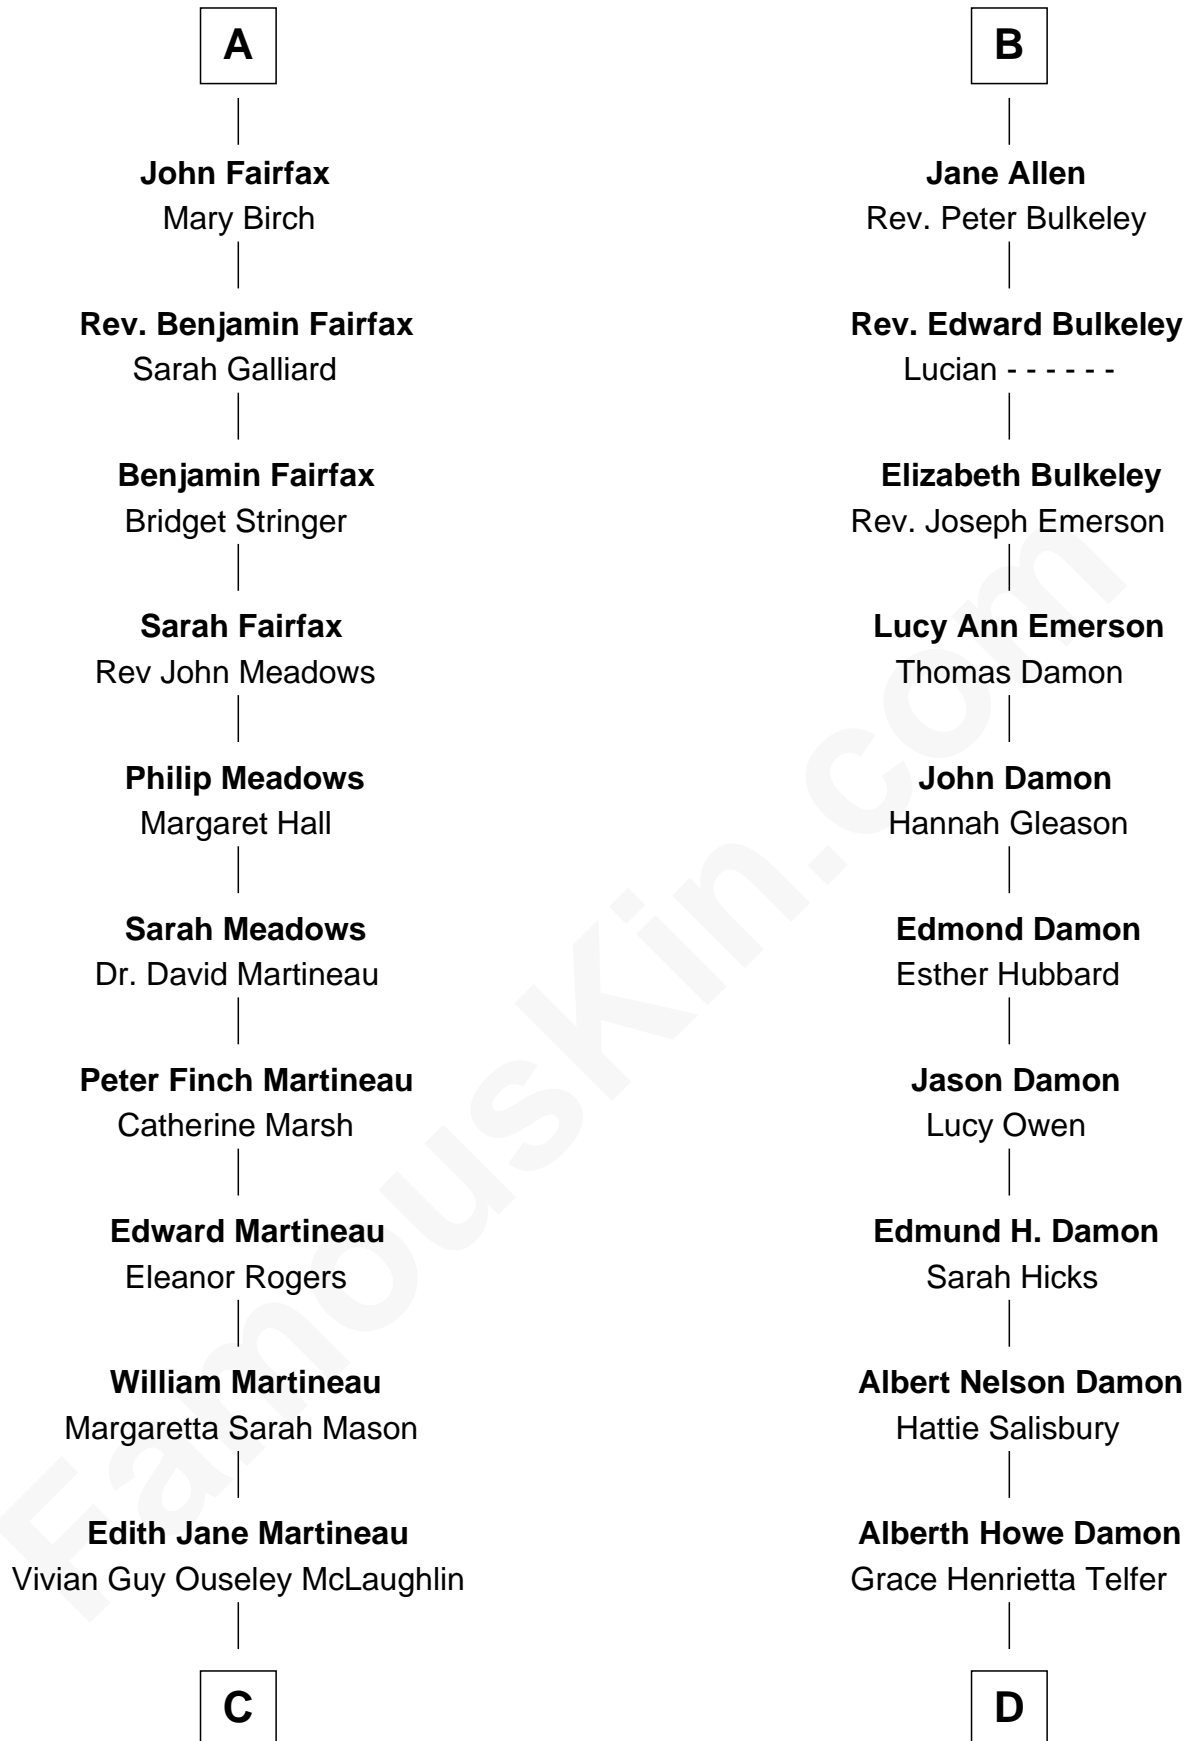 A
John Fairfax
Mary Birch
Rev. Benjamin Fairfax
Sarah Galliard
Benjamin Fairfax
Bridget Stringer
Sarah Fairfax
Rev John Meadows
Philip Meadows
Margaret Hall
Sarah Meadows
Dr. David Martineau
Peter Finch Martineau
Catherine Marsh
Edward Martineau
Eleanor Rogers
William Martineau
Margaretta Sarah Mason
Edith Jane Martineau
Vivian Guy Ouseley McLaughlin
C
B
Jane Allen
Rev. Peter Bulkeley
Rev. Edward Bulkeley
Lucian - - - - - -
Elizabeth Bulkeley
Rev. Joseph Emerson
Lucy Ann Emerson
Thomas Damon
John Damon
Hannah Gleason
Edmond Damon
Esther Hubbard
Jason Damon
Lucy Owen
Edmund H. Damon
Sarah Hicks
Albert Nelson Damon
Hattie Salisbury
Alberth Howe Damon
Grace Henrietta Telfer
D
FamousKin.com